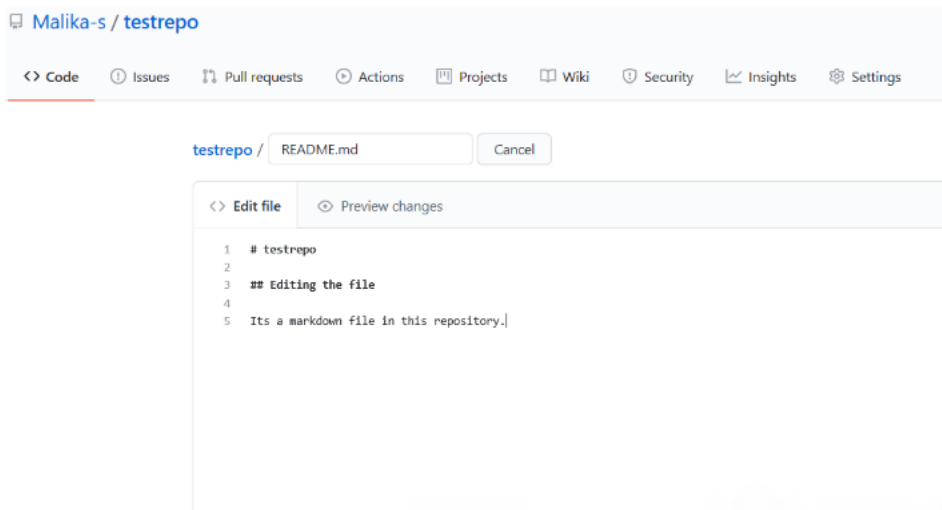 Malika-s / testrepo
<> Code Issues Pull requests Actions Projects Wiki Security Insights Settings
testrepo / README.md Cancel
<> Edit file Preview changes
1 # testrepo
2
3 ## Editing the file
4
5 Its a markdown file in this repository.